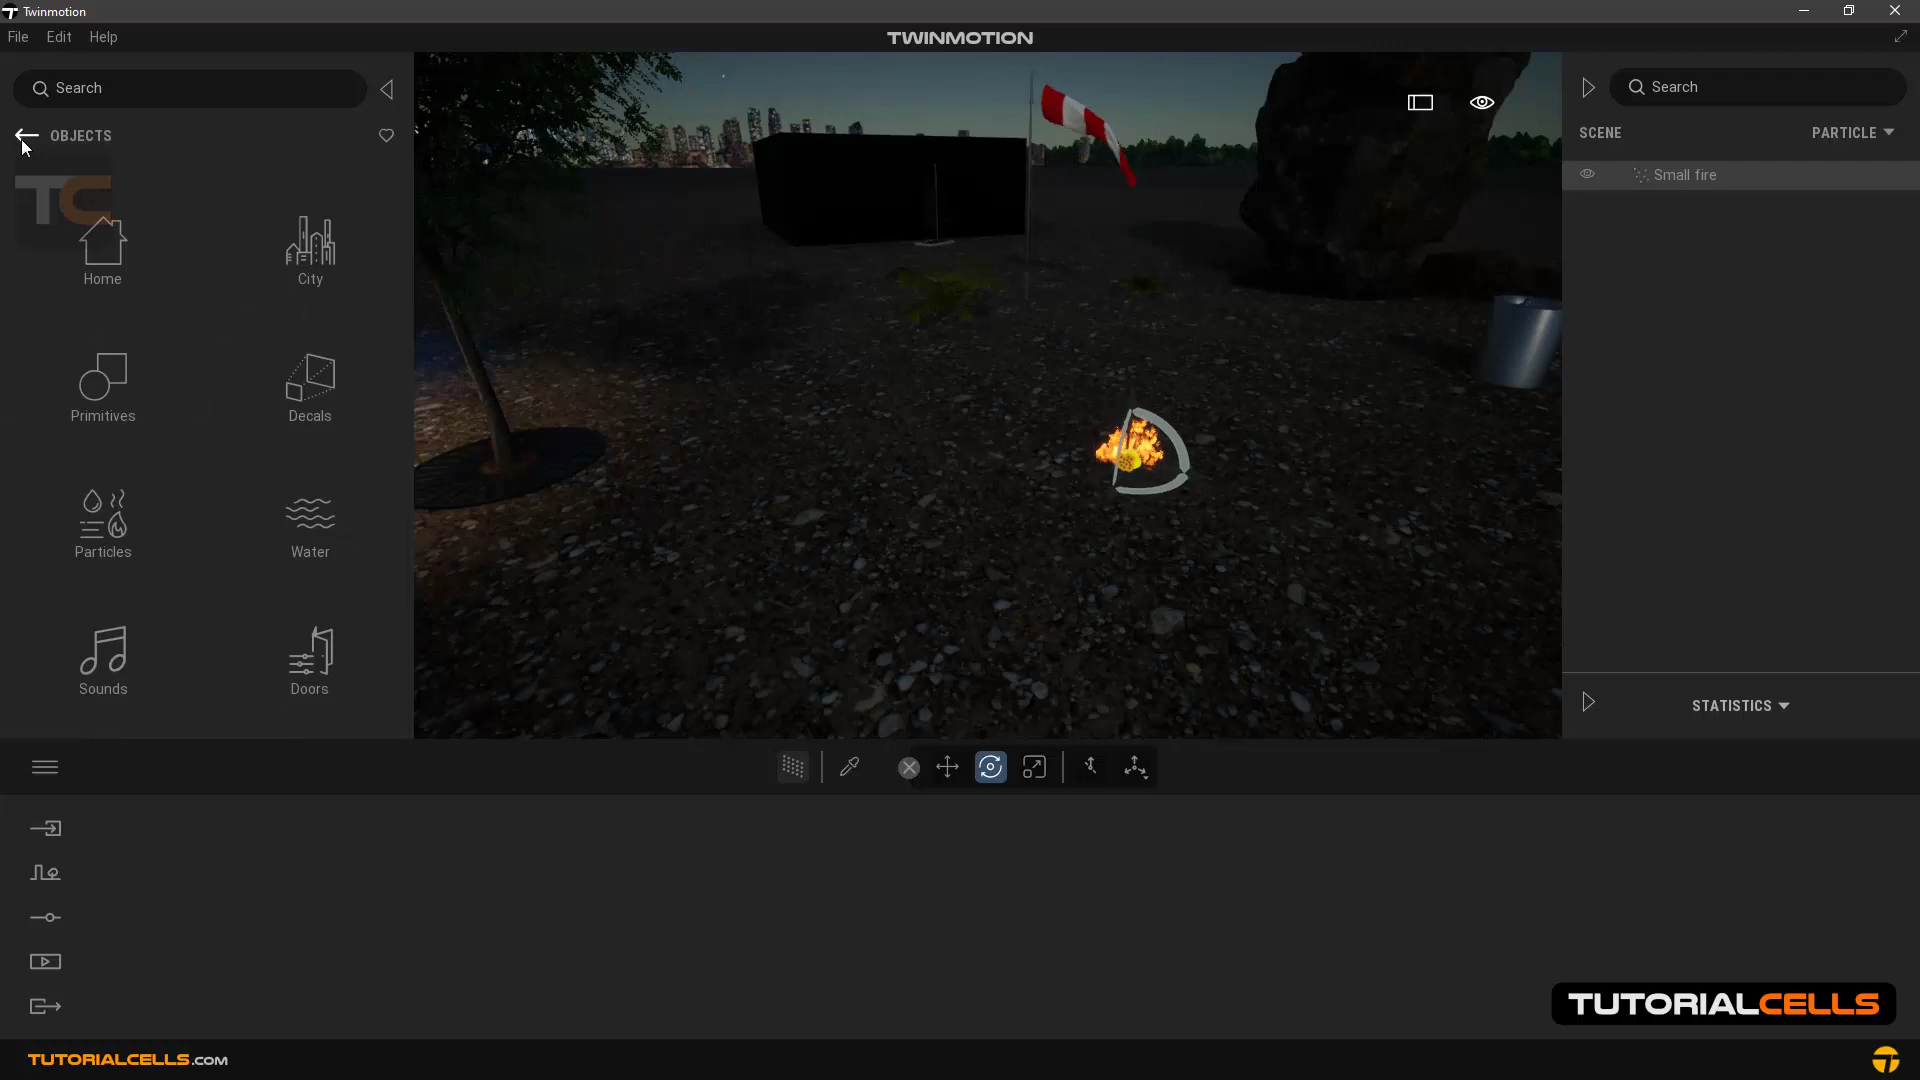 Twinmotion
File Edit Help
TWINMOTION
Search
Search
OBJECTS
SCENE
PARTICLE
TC
Small fire
Home
City
Primitives
Decals
Particles
Water
Sounds
Doors
STATISTICS
TUTORIALCELLS
TUTORIALCELLS.COM